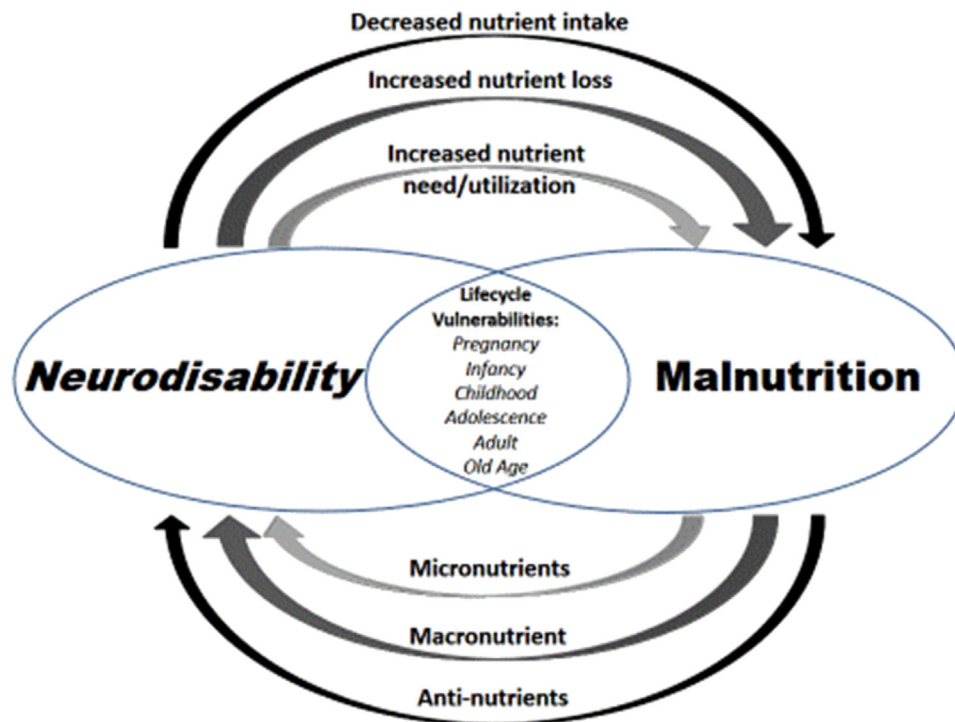 Decreased nutrient intake
Increased nutrient loss
Increased nutrient
need/utilization
Lifecycle
Vulnerabilities:
Pregnancy
Infancy
Childhood
Adolescence
Adult
Old Age
Neurodisability
Malnutrition
Micronutrients
Macronutrient
Anti-nutrients